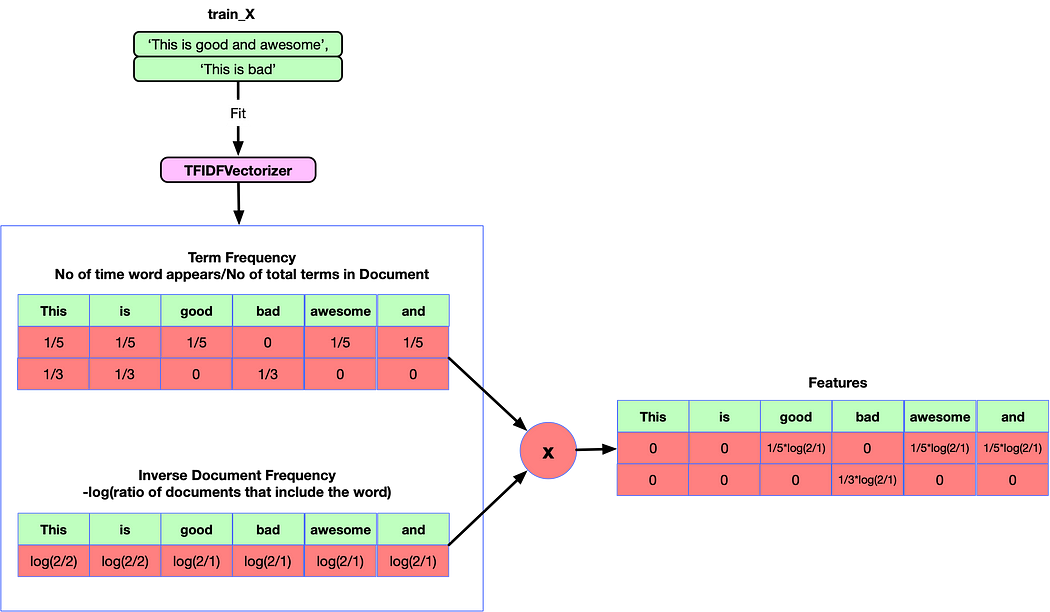 train_X
‘This is good and awesome’,
‘This is bad’
Fit
TFIDFVectorizer
Term Frequency
No of time word appears/No of total terms in Document
This is good bad awesome and
1/5 1/5 1/5 0 1/5 1/5
1/3 1/3 0 1/3 0 0
Inverse Document Frequency
-log(ratio of documents that include the word)
This is good bad awesome and
log(2/2) log(2/2) log(2/1) log(2/1) log(2/1) log(2/1)
x
Features
This is good bad awesome and
0 0 1/5*log(2/1) 0 1/5*log(2/1) 1/5*log(2/1)
0 0 0 1/3*log(2/1) 0 0